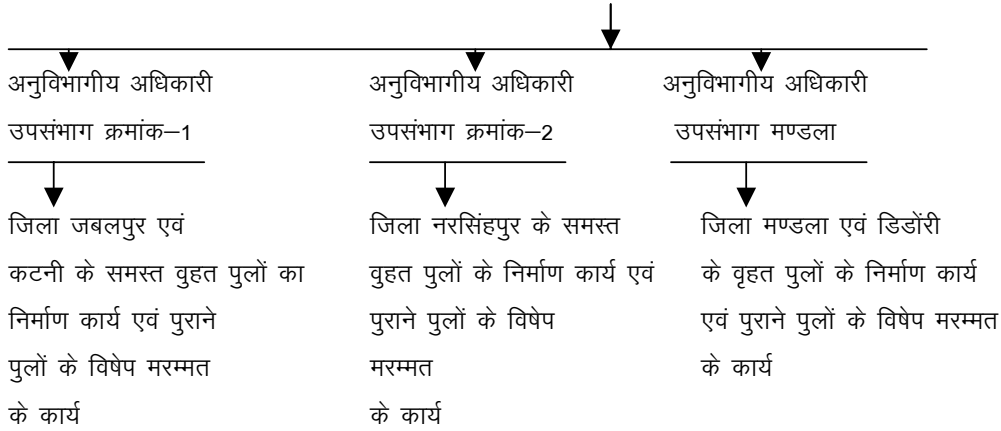 अनुविभागीय अधिकारी
उपसंभाग क्रमांक–1
जिला जबलपुर एवं
कटनी के समस्त वुहत पुलों का
निर्माण कार्य एवं पुराने
पुलों के विषेप मरम्मत
के कार्य
अनुविभागीय अधिकारी
उपसंभाग क्रमांक–2
जिला नरसिंहपुर के समस्त
वुहत पुलों के निर्माण कार्य एवं
पुराने पुलों के विषेप
मरम्मत
के कार्य
अनुविभागीय अधिकारी
उपसंभाग मण्डला
जिला मण्डला एवं डिडोंरी
के वृहत पुलों के निर्माण कार्य
एवं पुराने पुलों के विषेप मरम्मत
के कार्य